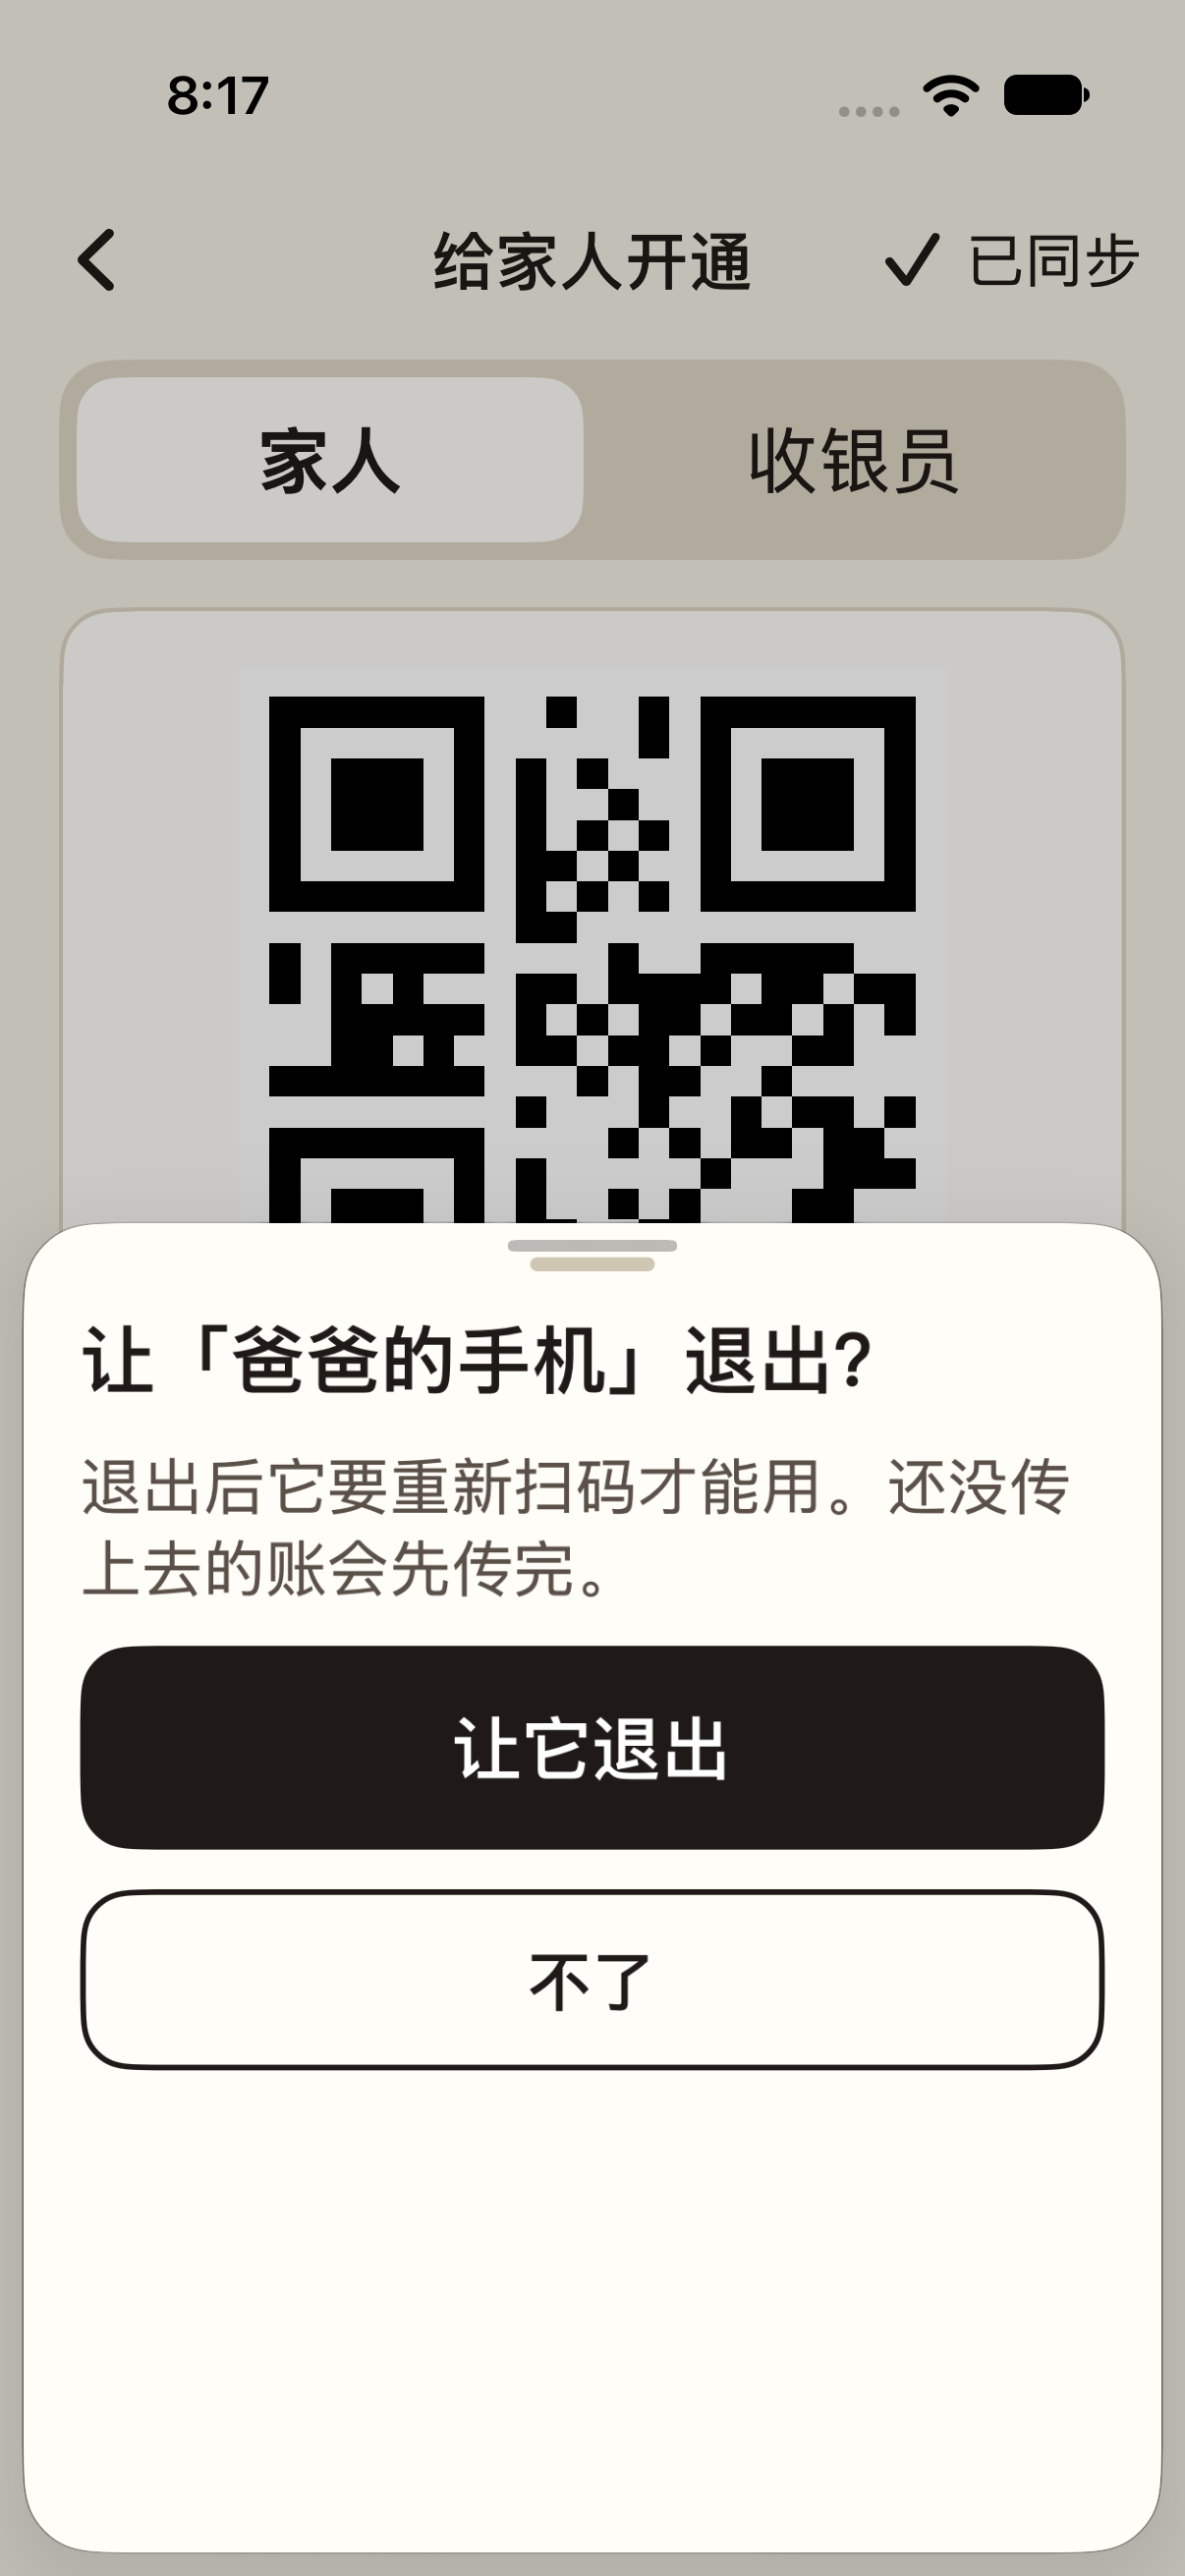 8:17
给家人开通
已同步
家人
收银员
让「爸爸的手机」退出?
退出后它要重新扫码才能用。还没传
上去的账会先传完。
让它退出
不了